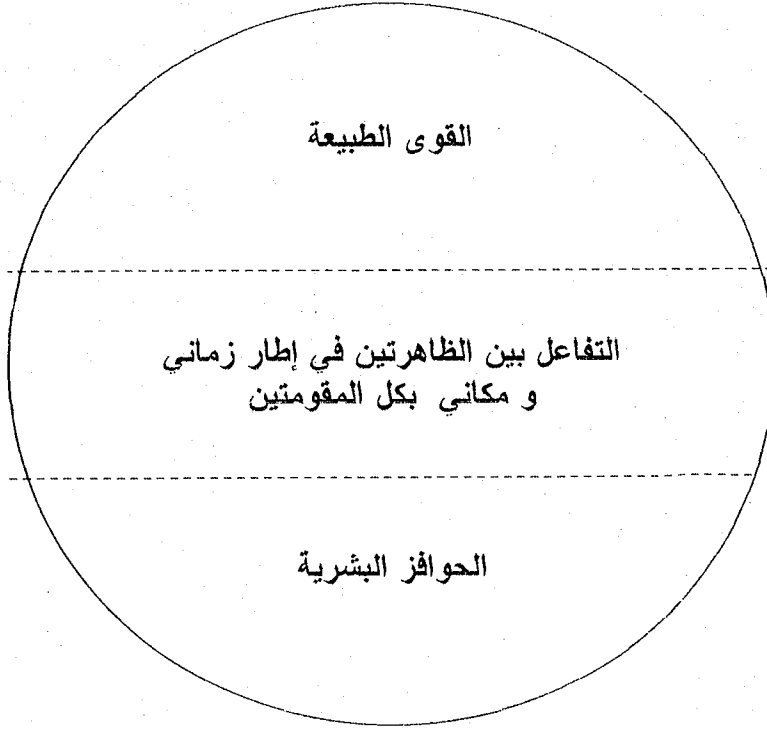 القوى الطبيعة
التفاعل بين الظاهرتين في إطار زماني
و مكاني بكل المقومتين
الحوافز البشرية